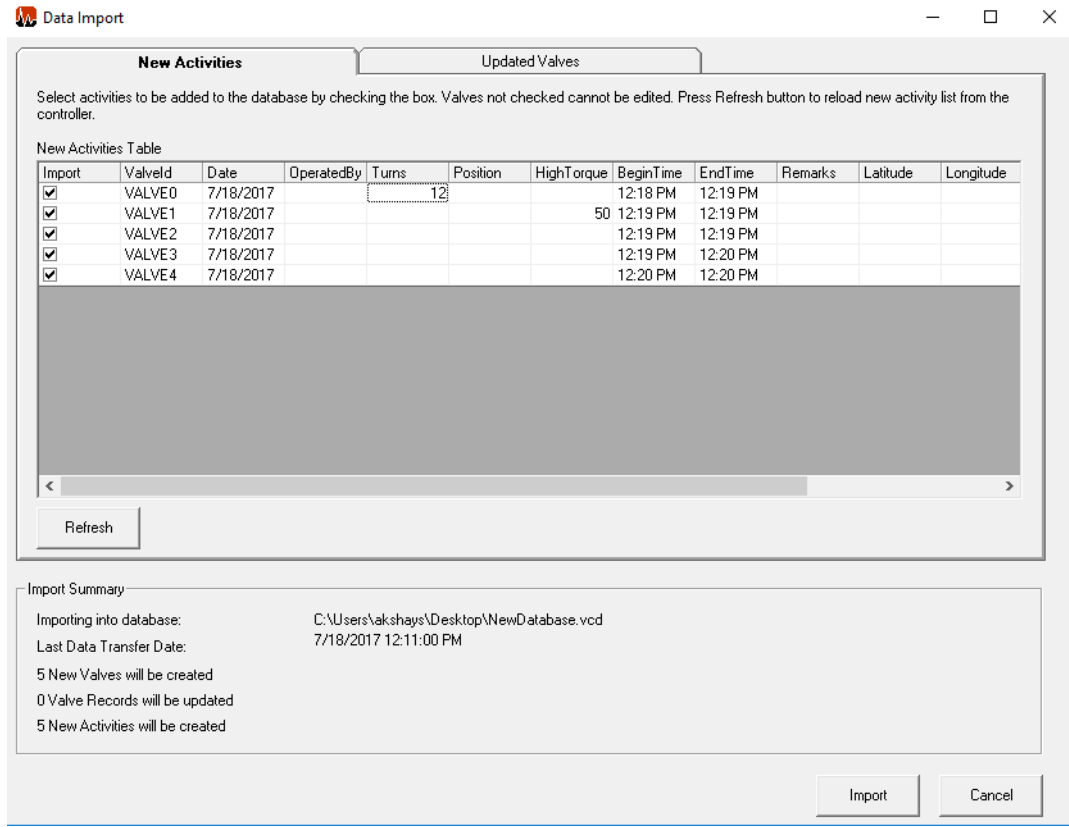 Data Import
New Activities Updated Valves
Select activities to be added to the database by checking the box. Valves not checked cannot be edited. Press Refresh button to reload new activity list from the
controller.
New Activities Table
Import ValveId Date OperatedBy Turns Position HighTorque BeginTime EndTime Remarks Latitude Longitude
VALVE0 7/18/2017 12 12:18 PM 12:19 PM
VALVE1 7/18/2017 50 12:19 PM 12:19 PM
VALVE2 7/18/2017 12:19 PM 12:19 PM
VALVE3 7/18/2017 12:19 PM 12:20 PM
VALVE4 7/18/2017 12:20 PM 12:20 PM
Refresh
Import Summary
Importing into database: C:\Users\akshays\Desktop\NewDatabase.vcd
Last Data Transfer Date: 7/18/2017 12:11:00 PM
5 New Valves will be created
0 Valve Records will be updated
5 New Activities will be created
Import Cancel